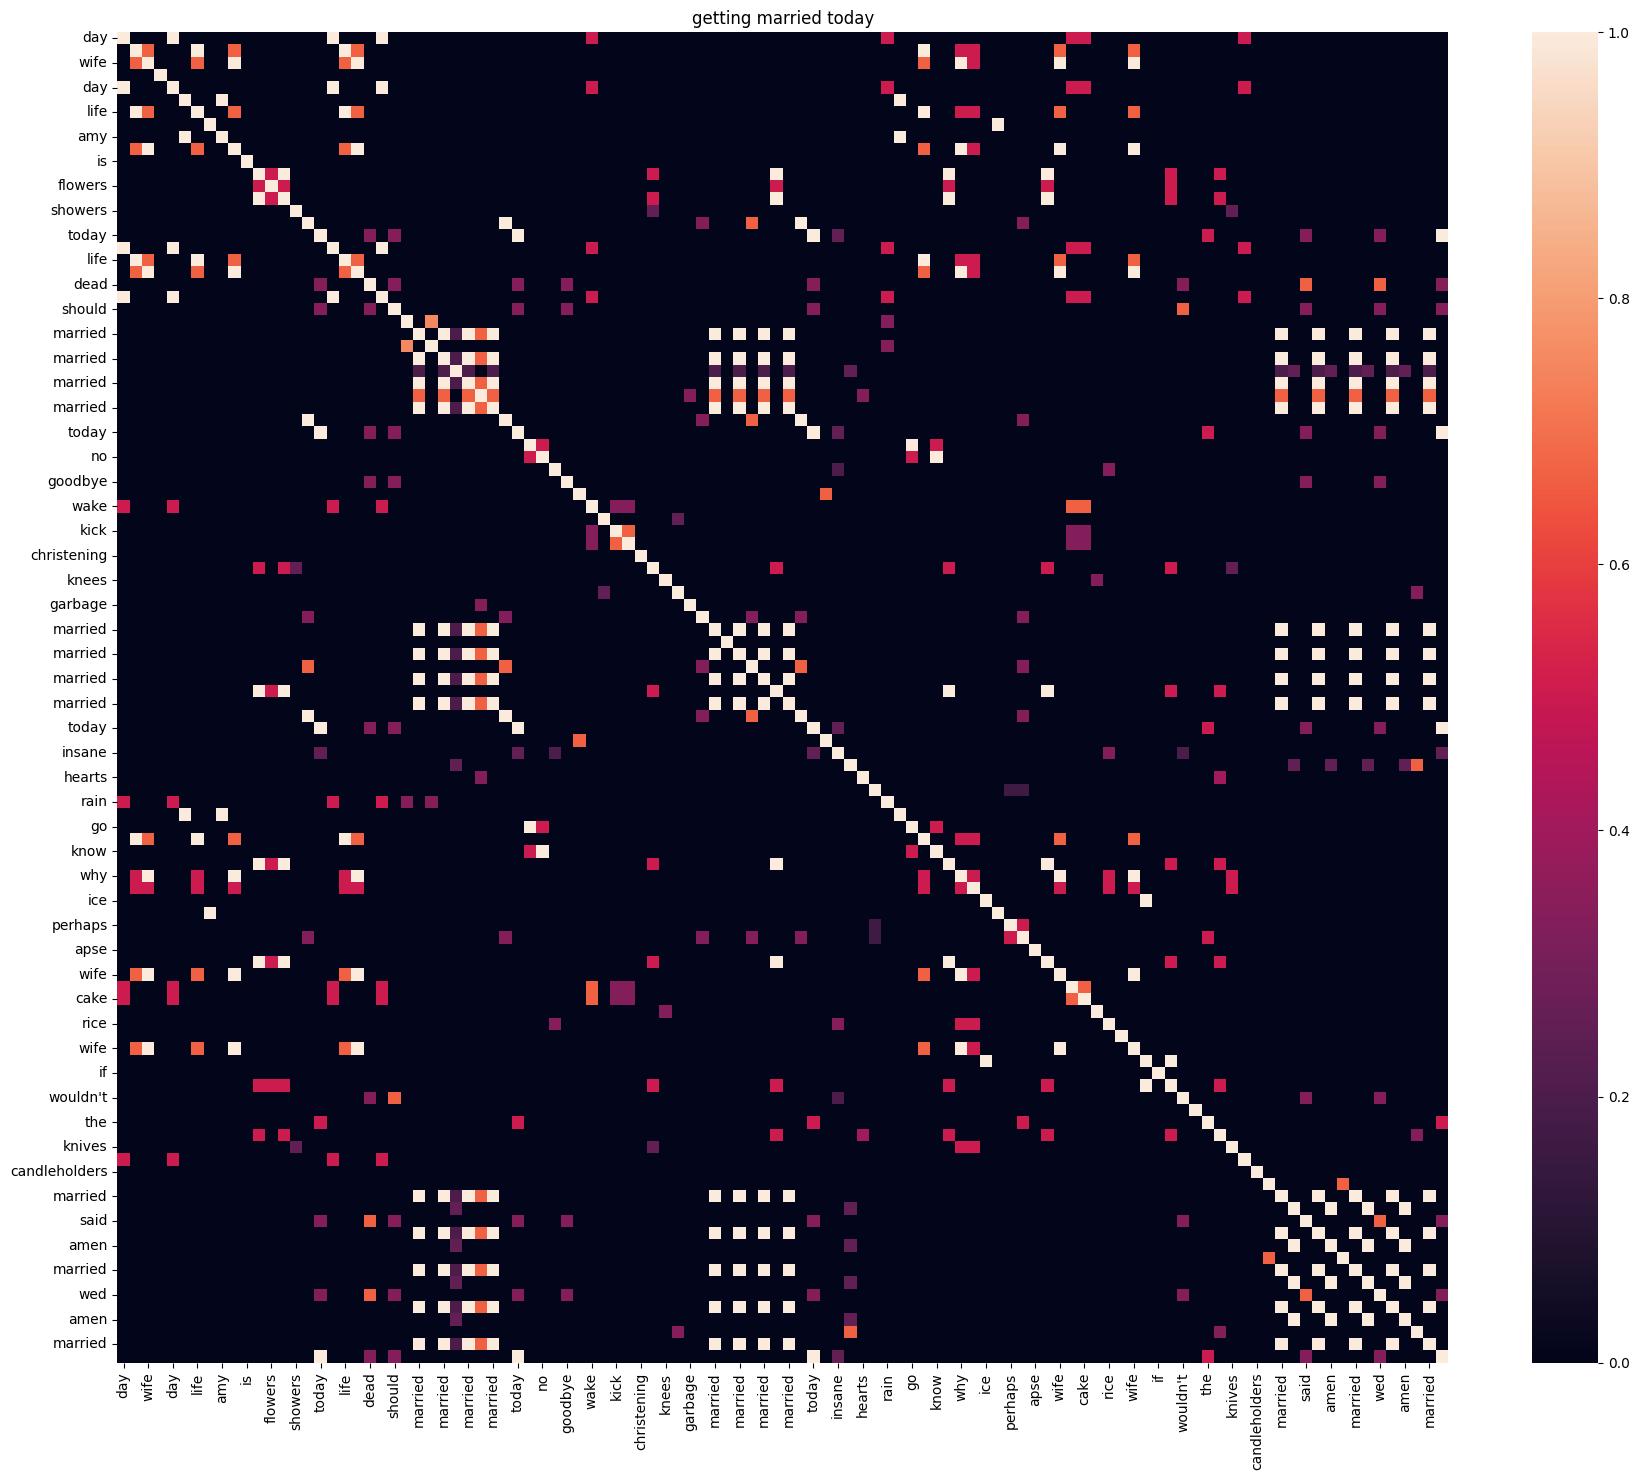 getting married today
day
wife
day
life
amy
is
flowers
showers
today
life
dead
should
married
married
married
married
today
no
goodbye
wake
kick
christening
knees
garbage
married
married
married
married
today
insane
hearts
rain
go
know
why
ice
perhaps
apse
wife
cake
rice
wife
if
wouldn't
the
knives
candleholders
married
said
amen
married
wed
amen
married
1.0
0.8
0.6
0.4
0.2
0.0
day
wife
day
life
amy
is
flowers
showers
today
life
dead
should
married
married
married
married
today
no
goodbye
wake
kick
christening
knees
garbage
married
married
married
married
today
insane
hearts
rain
go
know
why
ice
perhaps
apse
wife
cake
rice
wife
if
wouldn't
the
knives
candleholders
married
said
amen
married
wed
amen
married